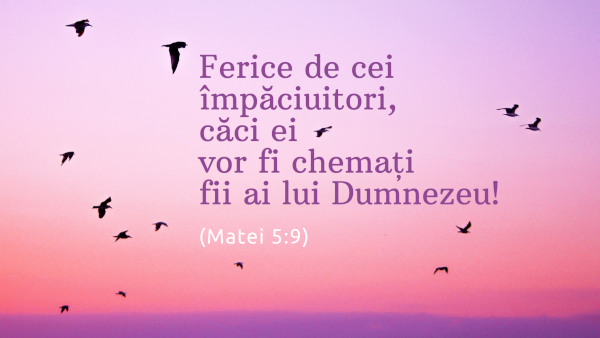 Ferice de cei
împăciuitori,
căci ei
vor fi chemați
fii ai lui Dumnezeu!
(Matei 5:9)